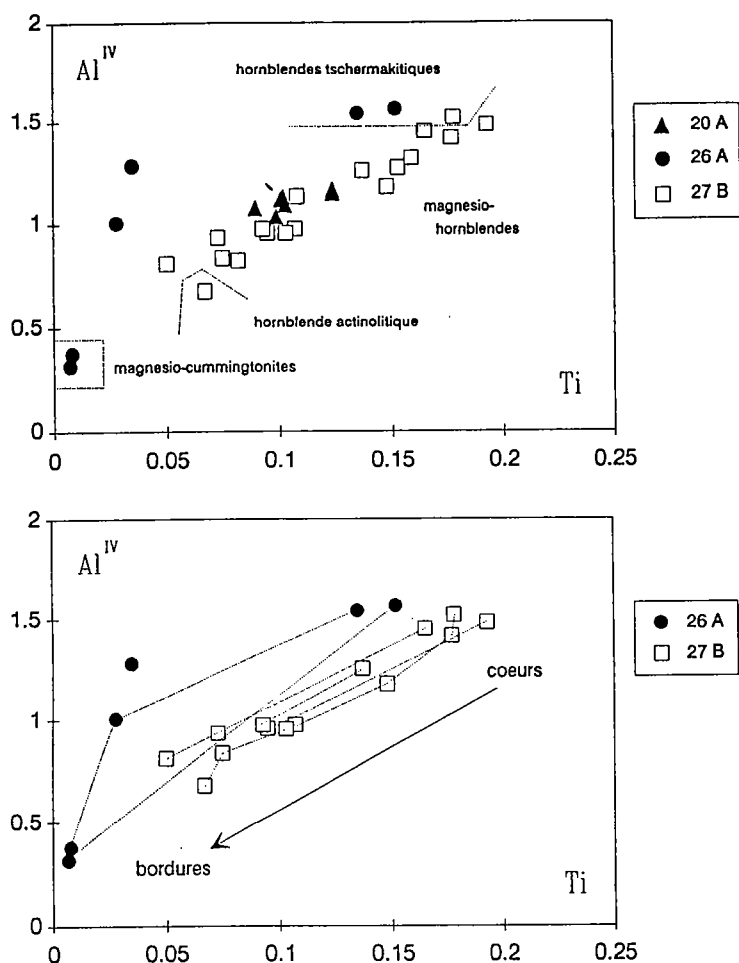 2
Al^IV
hornblendes tschermakitiques
1.5
20 A
26 A
27 B
1
magnesio-
hornblendes
0.5
hornblende actinolitique
magnesio-cummingtonites
Ti
0
0 0.05 0.1 0.15 0.2 0.25
2
Al^IV
1.5
26 A
27 B
coeurs
1
0.5
bordures
Ti
0
0 0.05 0.1 0.15 0.2 0.25